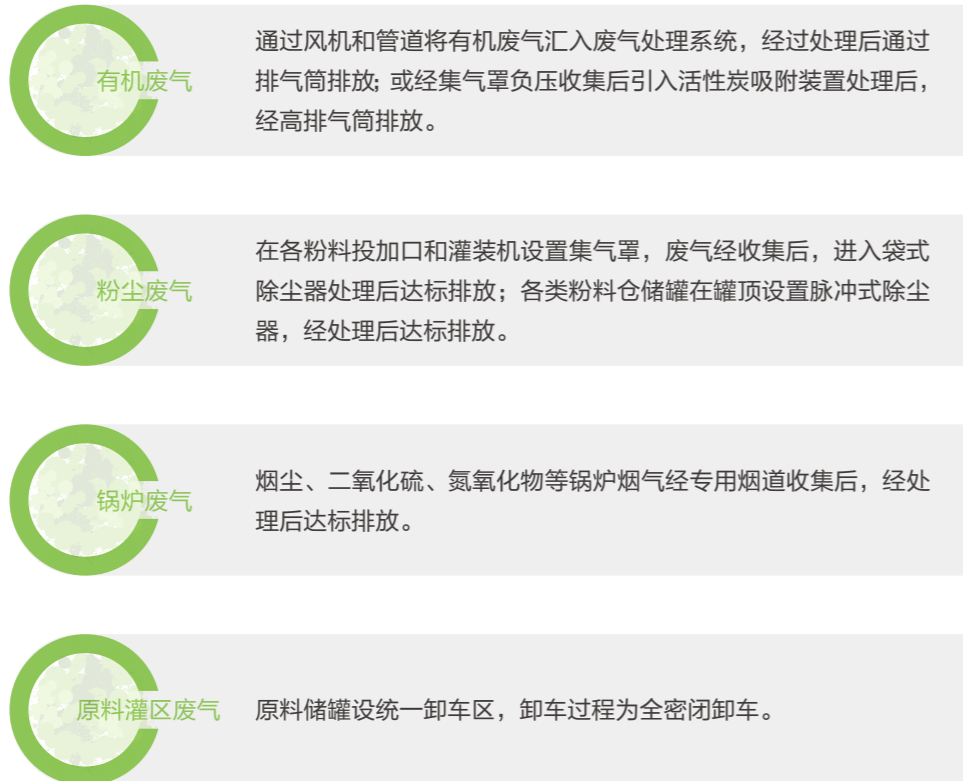 有机废气
通过风机和管道将有机废气汇入废气处理系统，经过处理后通过
排气筒排放；或经集气罩负压收集后引入活性炭吸附装置处理后，
经高排气筒排放。
粉尘废气
在各粉料投加口和灌装机设置集气罩，废气经收集后，进入袋式
除尘器处理后达标排放；各类粉料仓储罐在罐顶设置脉冲式除尘
器，经处理后达标排放。
锅炉废气
烟尘、二氧化硫、氮氧化物等锅炉烟气经专用烟道收集后，经处
理后达标排放。
原料灌区废气
原料储罐设统一卸车区，卸车过程为全密闭卸车。